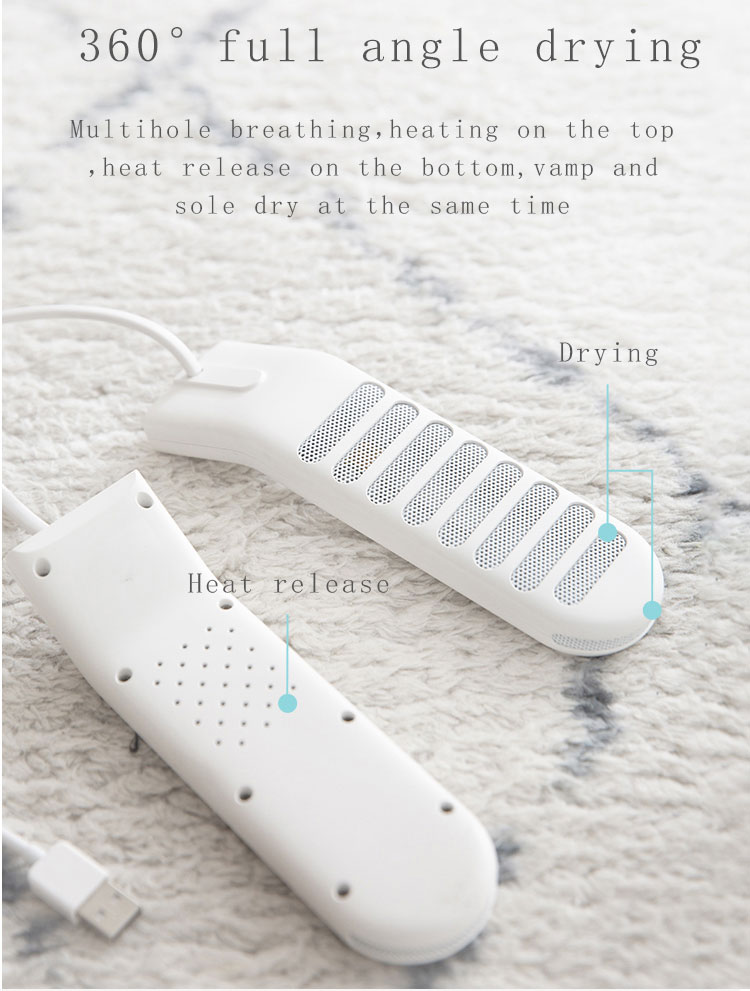 360° full angle drying
Multihole breathing,heating on the top
,heat release on the bottom,vamp and
sole dry at the same time
Drying
Heat release